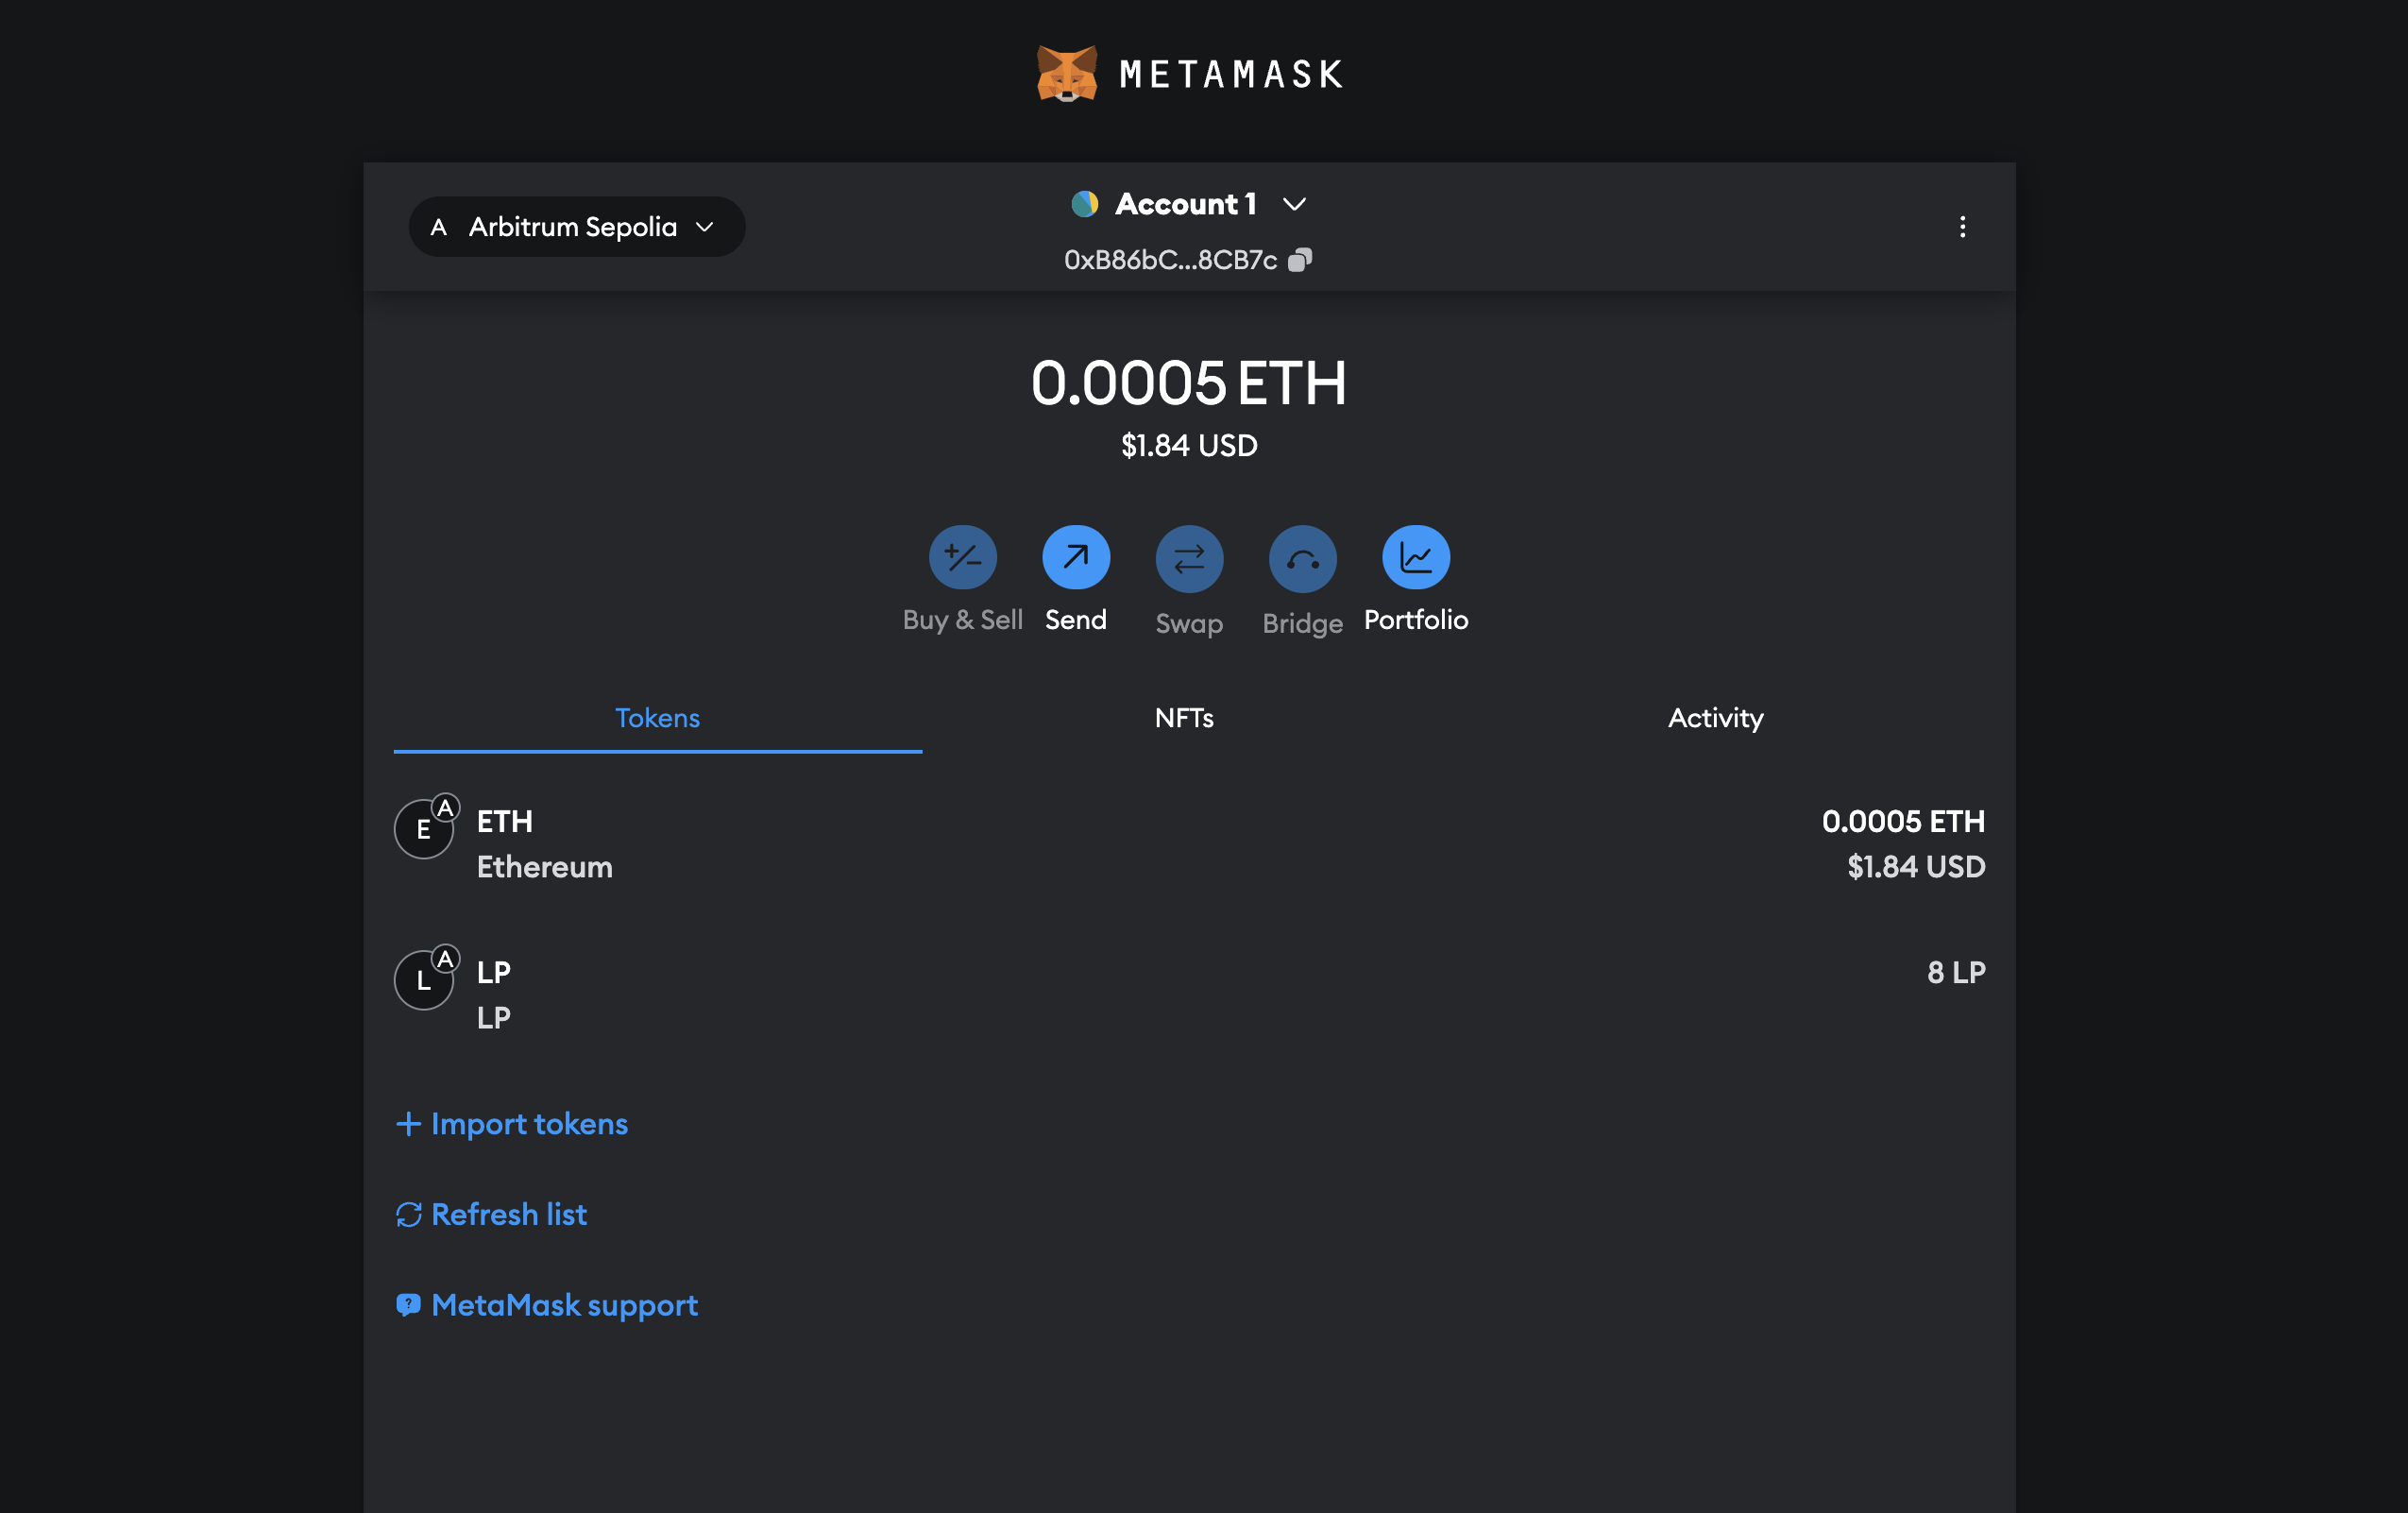 METAMASK
A Arbitrum Sepolia
Account 1
0xB86bC...8CB7c
0.0005 ETH
$1.84 USD
Buy & Sell
Send
Swap
Bridge
Portfolio
Tokens
NFTs
Activity
E A
ETH
0.0005 ETH
Ethereum
$1.84 USD
L A
LP
8 LP
LP
Import tokens
Refresh list
MetaMask support